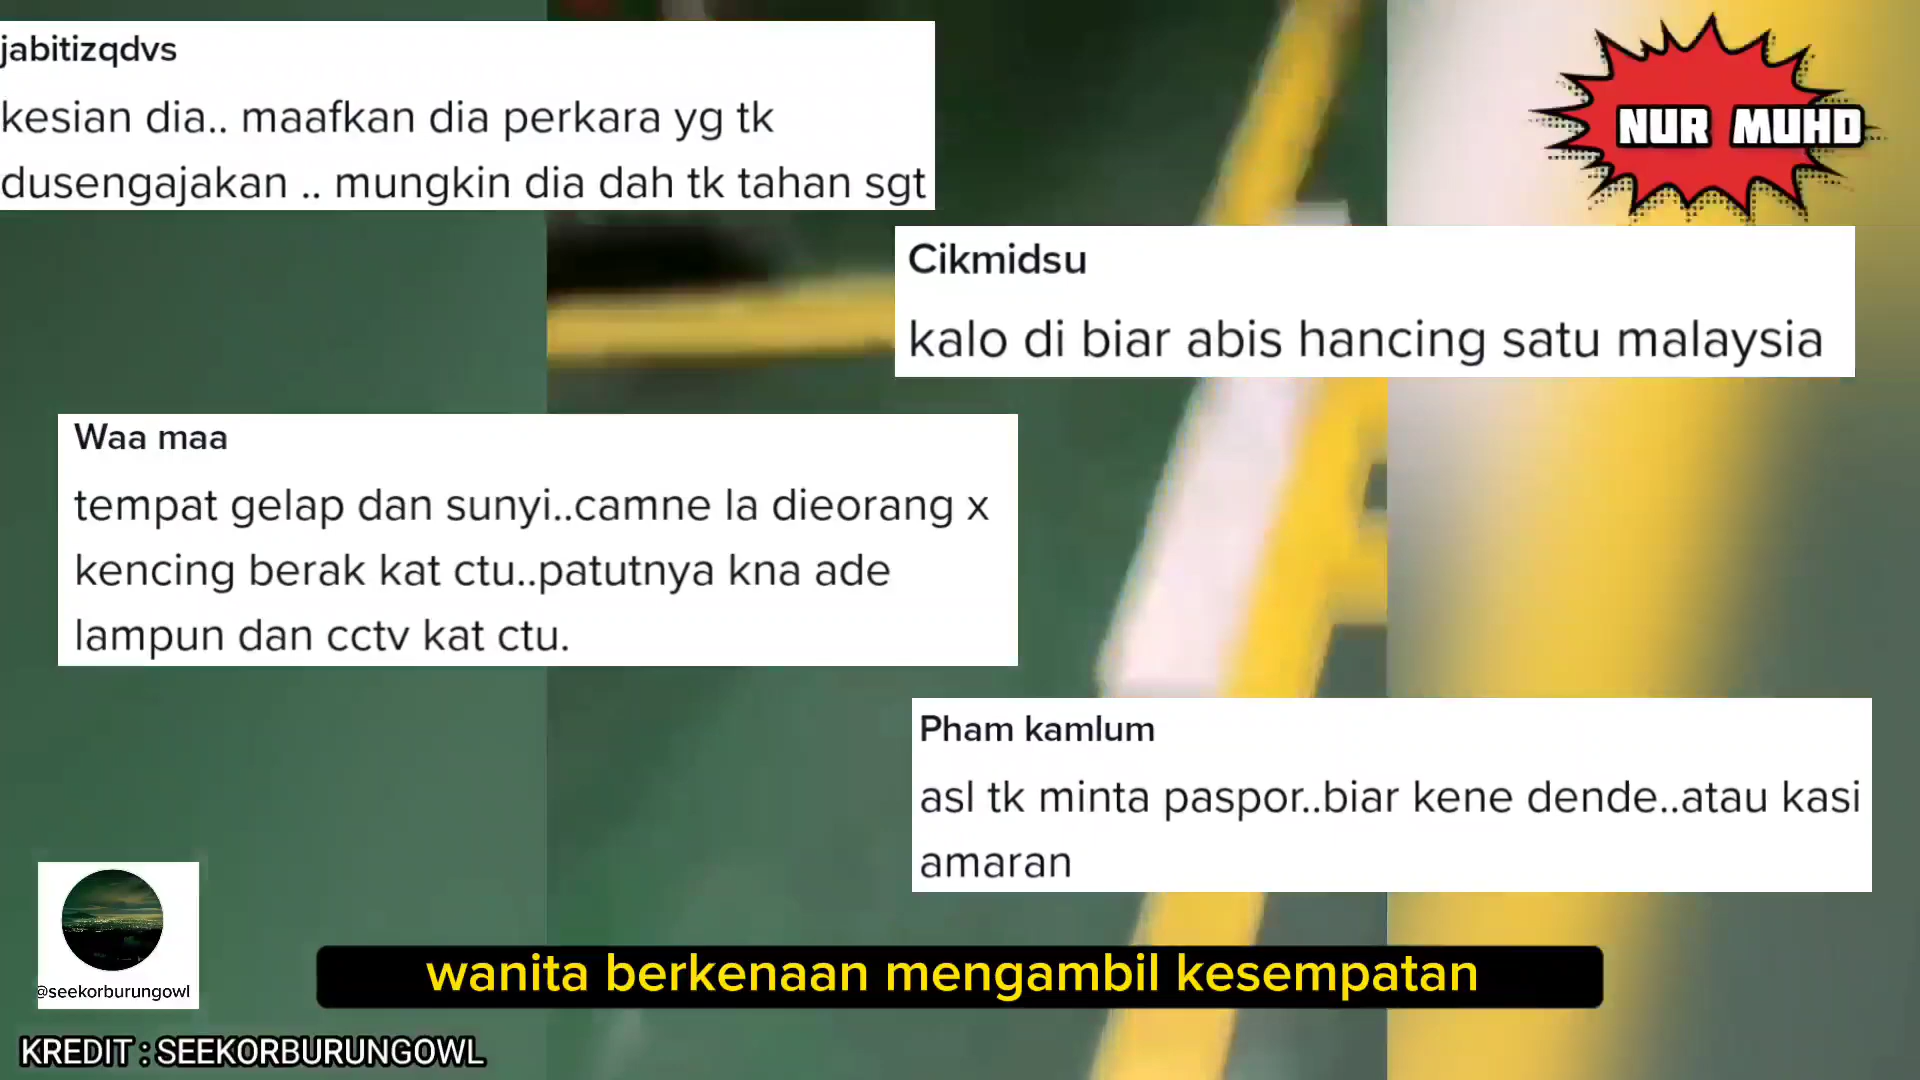 jabitizqdvs
kesian dia.. maafkan dia perkara yg tk
dusengajakan .. mungkin dia dah tk tahan sgt
NUR MUHD
Cikmidsu
kalo di biar abis hancing satu malaysia
Waa maa
tempat gelap dan sunyi..camne la dieorang x
kencing berak kat ctu..patutnya kna ade
lampun dan cctv kat ctu.
Pham kamlum
asl tk minta paspor..biar kene dende..atau kasi
amaran
@seekorburungowl
wanita berkenaan mengambil kesempatan
KREDIT : SEEKORBURUNGOWL